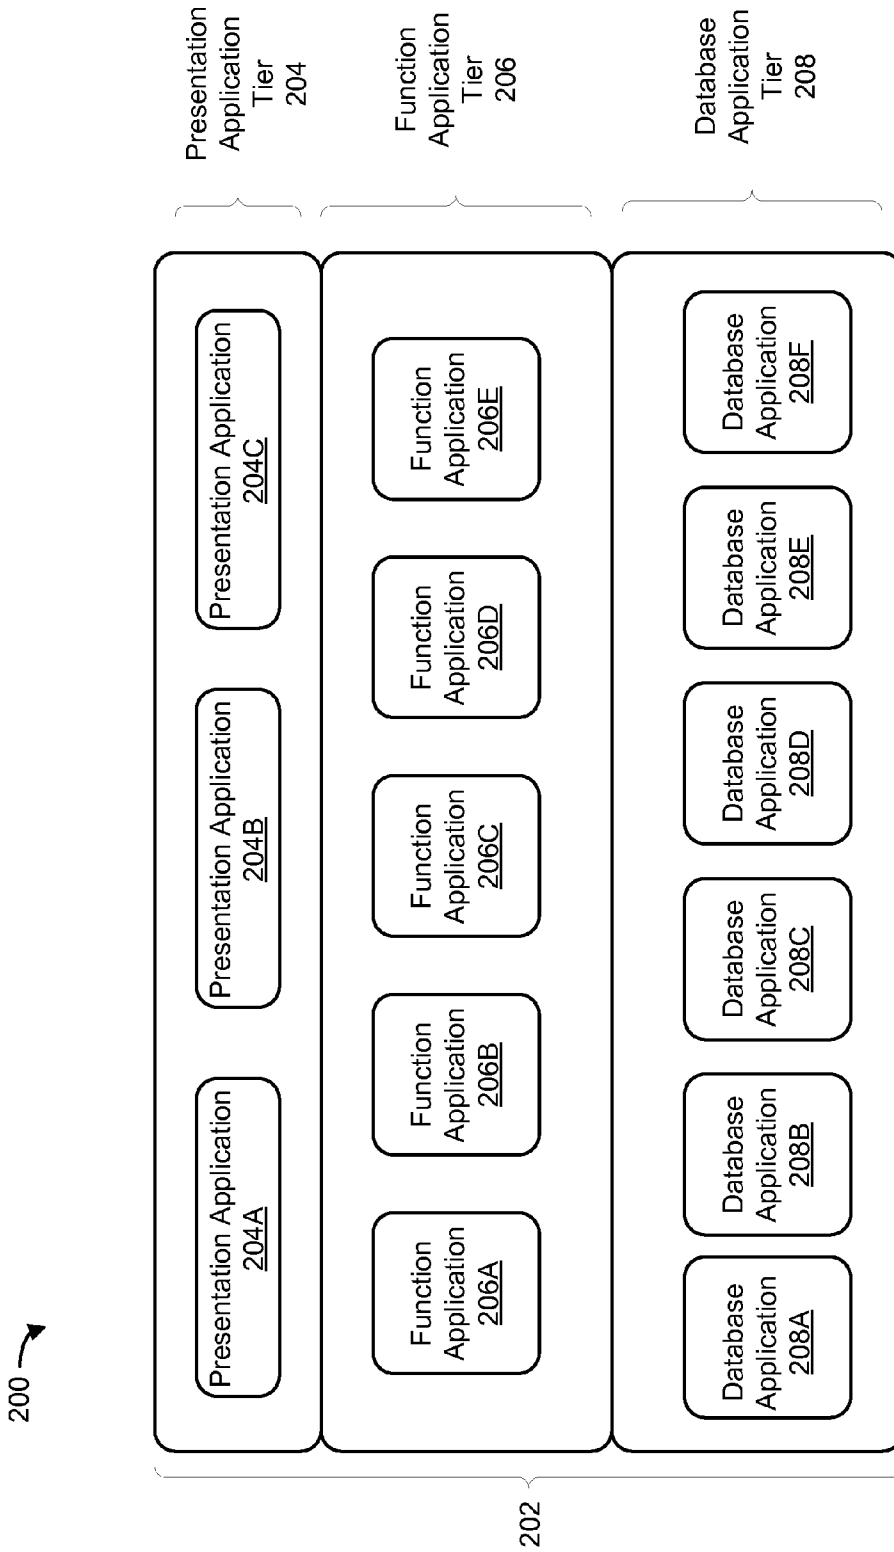 200
202
Presentation Application
204A
Presentation Application
204B
Presentation Application
204C
Presentation
Application
Tier
204
Function
Application
206A
Function
Application
206B
Function
Application
206C
Function
Application
206D
Function
Application
206E
Function
Application
Tier
206
Database
Application
208A
Database
Application
208B
Database
Application
208C
Database
Application
208D
Database
Application
208E
Database
Application
208F
Database
Application
Tier
208